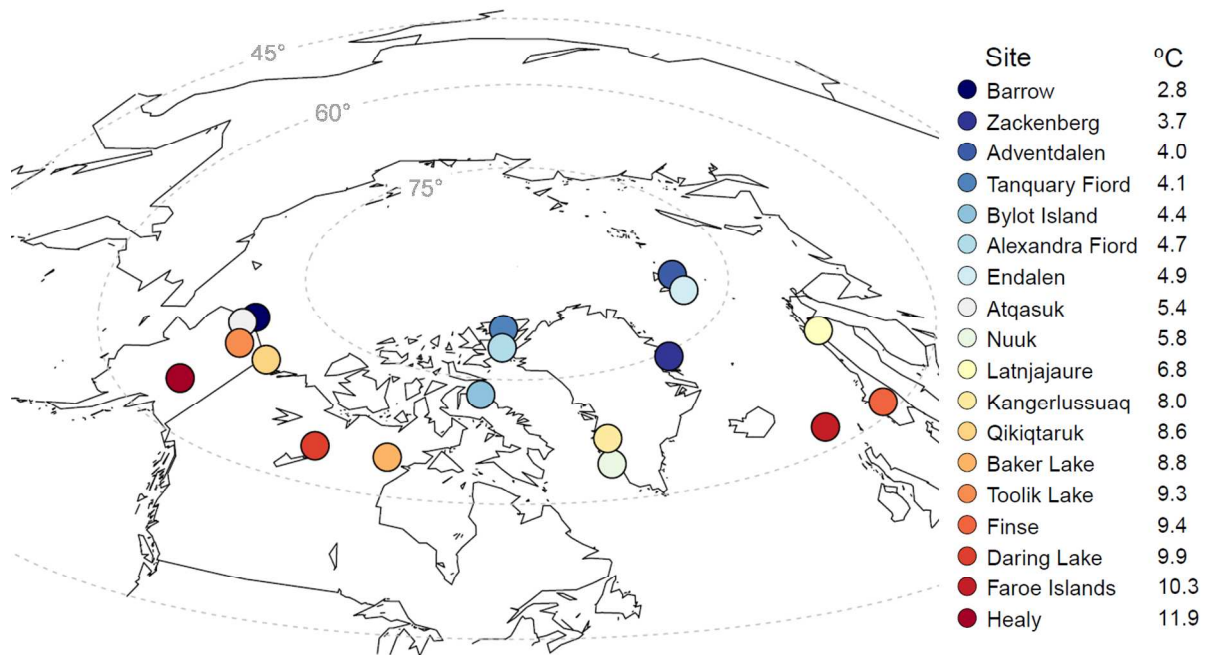 45°
60°
75°
Site °C
Barrow 2.8
Zackenberg 3.7
Adventdalen 4.0
Tanquary Fiord 4.1
Bylot Island 4.4
Alexandra Fiord 4.7
Endalen 4.9
Atqasuk 5.4
Nuuk 5.8
Latnjajaure 6.8
Kangerlussuaq 8.0
Qikiqtaruk 8.6
Baker Lake 8.8
Toolik Lake 9.3
Finse 9.4
Daring Lake 9.9
Faroe Islands 10.3
Healy 11.9